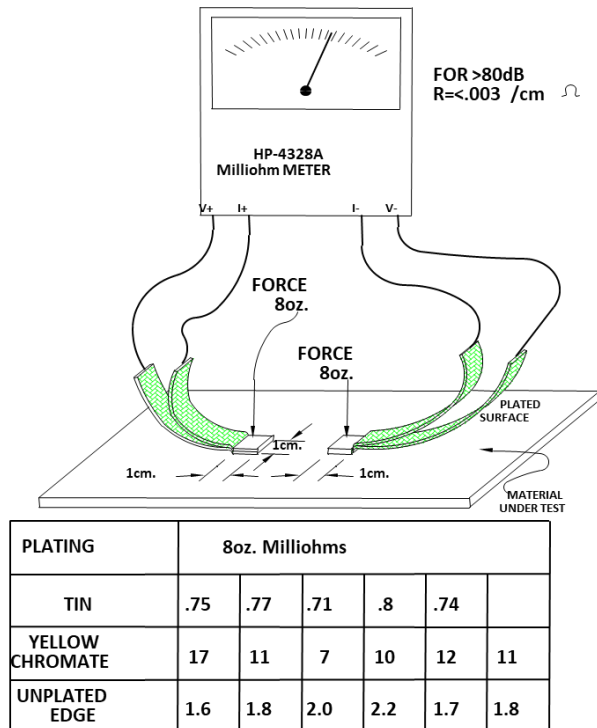 FOR >80dB
R=<.003 /cm Ω
HP-4328A
Milliohm METER
V+ I+ I- V-
FORCE
8oz.
FORCE
8oz.
PLATED
SURFACE
1cm.
1cm.
1cm.
MATERIAL
UNDER TEST
PLATING 8oz. Milliohms
TIN .75 .77 .71 .8 .74
YELLOW
CHROMATE 17 11 7 10 12 11
UNPLATED
EDGE 1.6 1.8 2.0 2.2 1.7 1.8